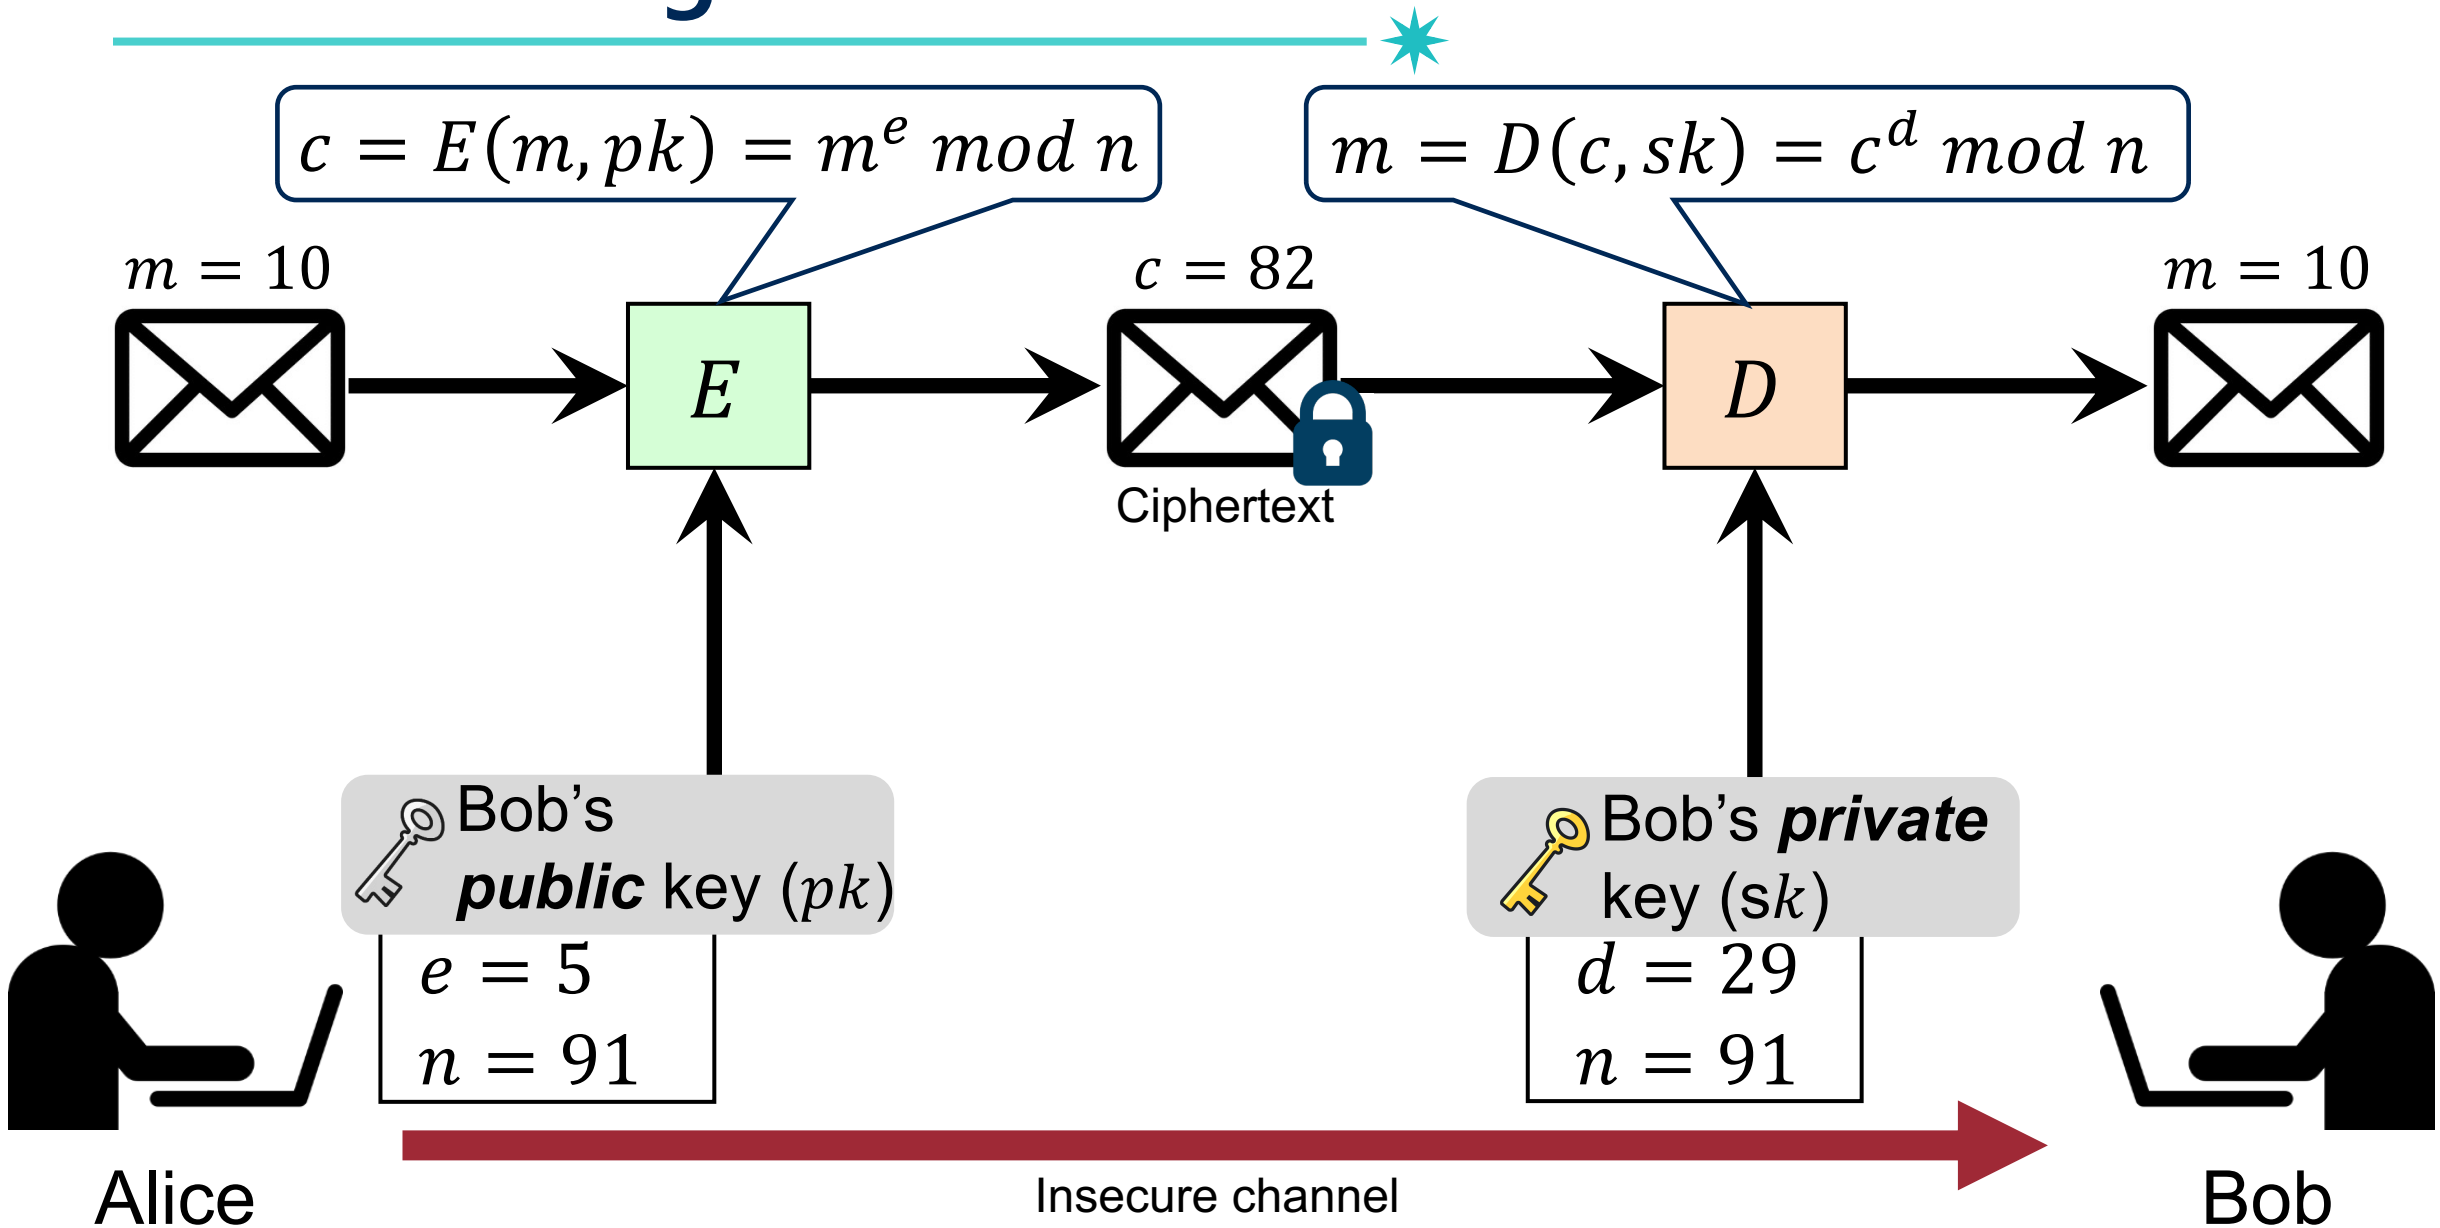 c = E(m, pk) = m^e mod n
m = D(c, sk) = c^d mod n
m = 10
c = 82
m = 10
E
D
Ciphertext
Bob’s
public key (pk)
e = 5
n = 91
Bob’s private
key (sk)
d = 29
n = 91
Alice
Insecure channel
Bob